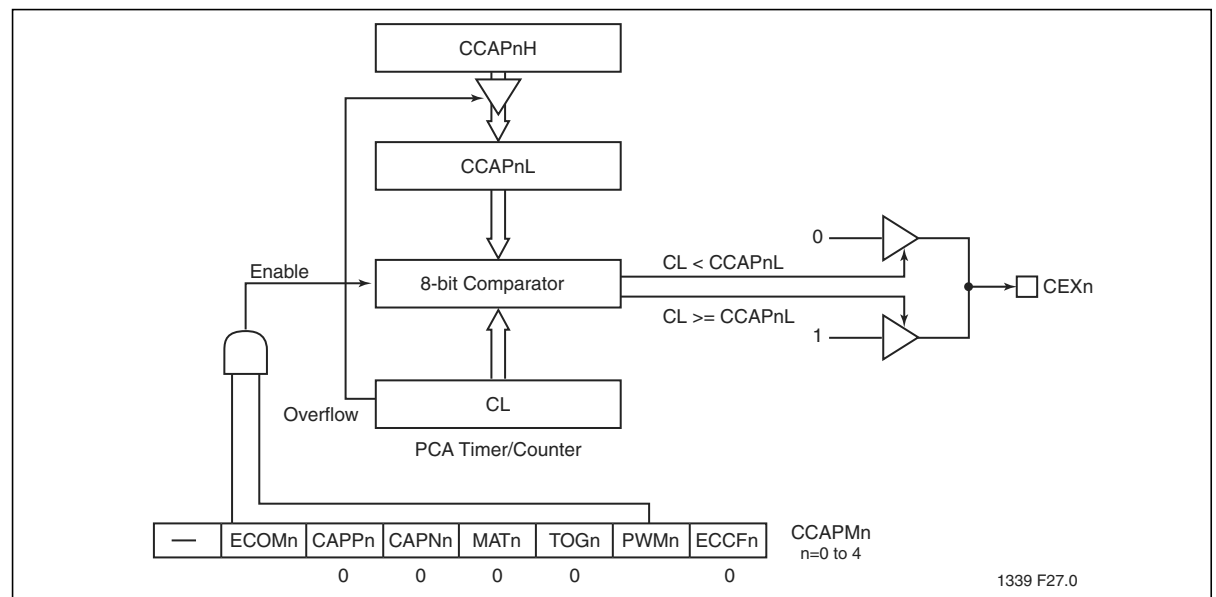 CCAPnH
CCAPnL
0
CL < CCAPnL
Enable
8-bit Comparator
CEXn
CL >= CCAPnL
1
CL
Overflow
PCA Timer/Counter
— ECOMn CAPPn CAPNn MATn TOGn PWMn ECCFn
CCAPMn
n=0 to 4
0 0 0 0 0
1339 F27.0